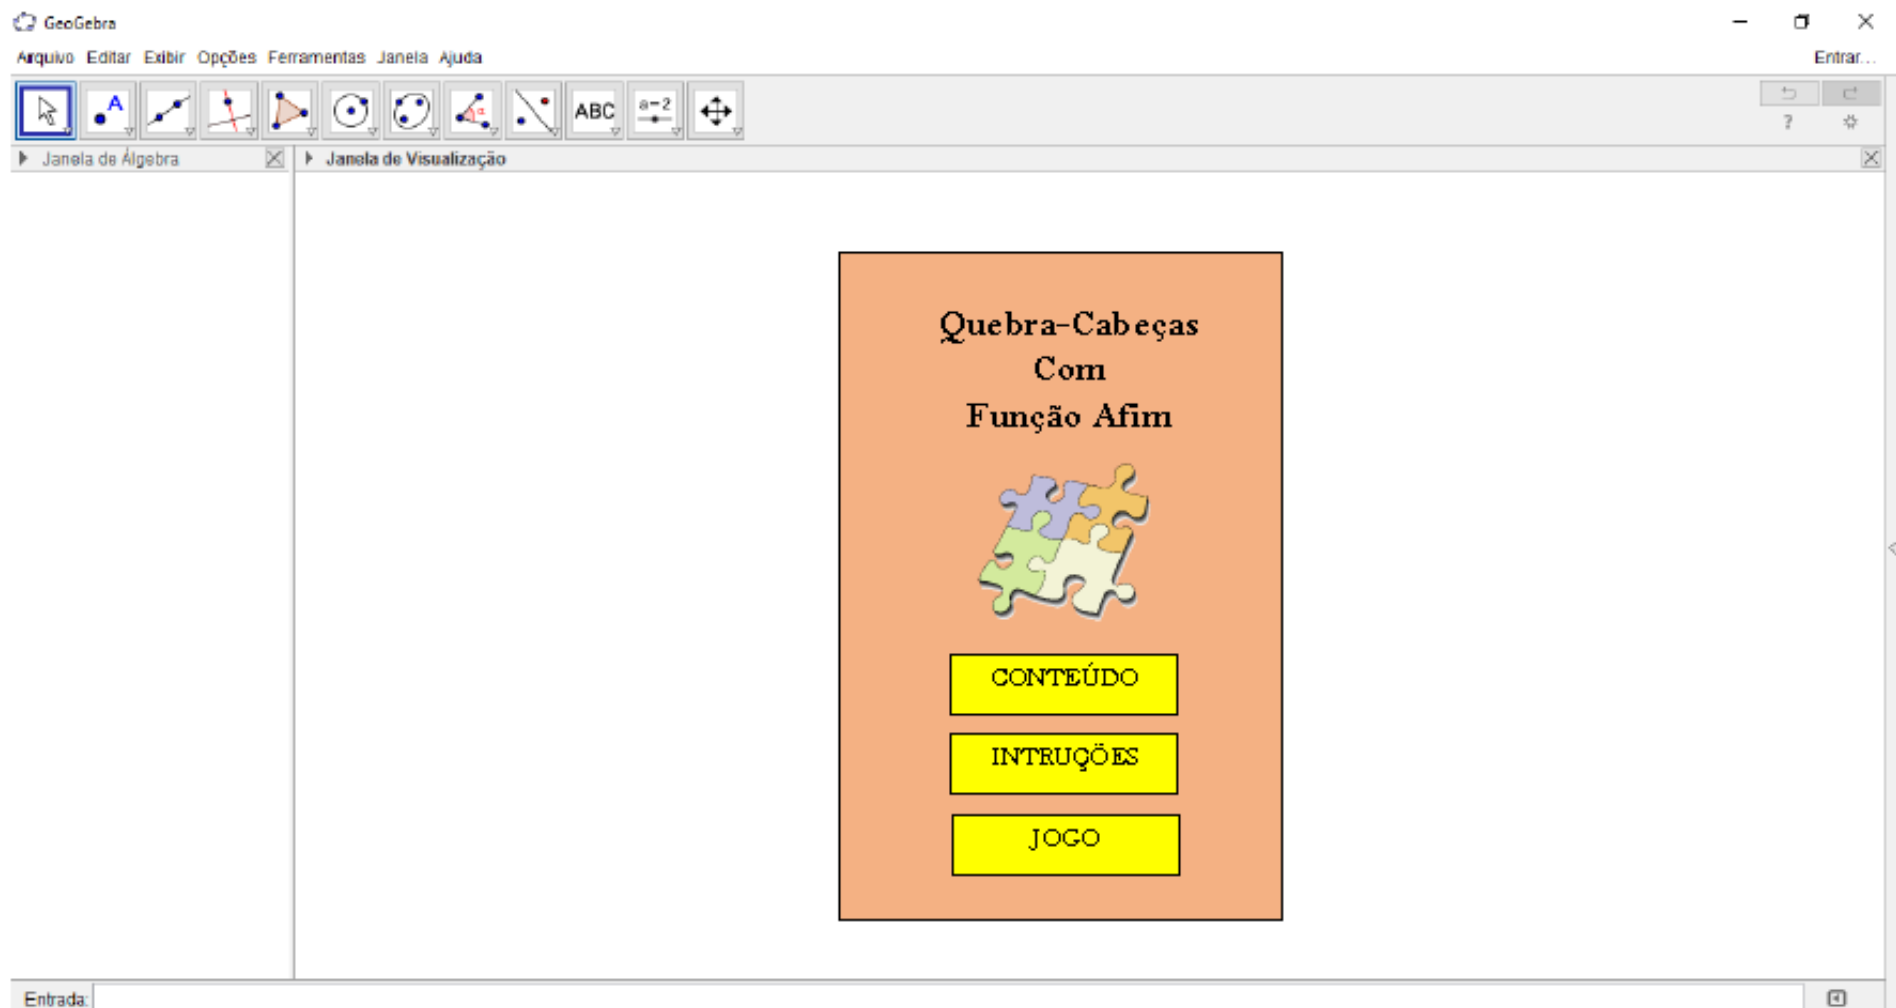 GeoGebra
Arquivo Editar Exibir Opções Ferramentas Janela Ajuda
Entrar...
A
α
ABC
a=2
?
Janela de Álgebra
Janela de Visualização
Quebra-Cabeças
Com
Função Afim
CONTEÚDO
INTRUÇÕES
JOGO
Entrada: